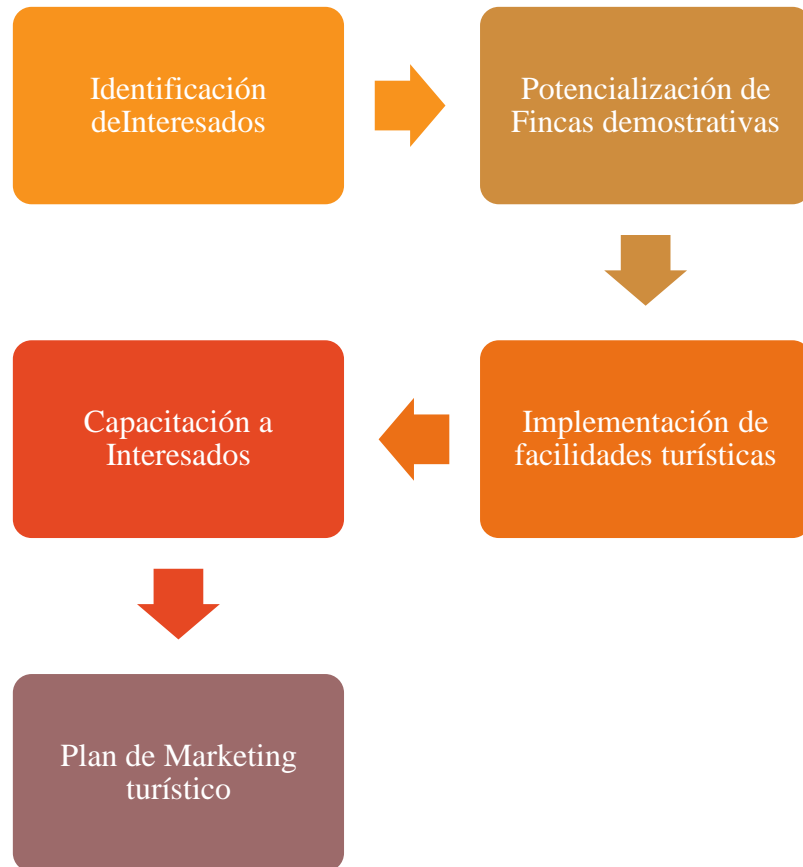 Identificación
deInteresados
Potencialización de
Fincas demostrativas
Implementación de
facilidades turísticas
Capacitación a
Interesados
Plan de Marketing
turístico